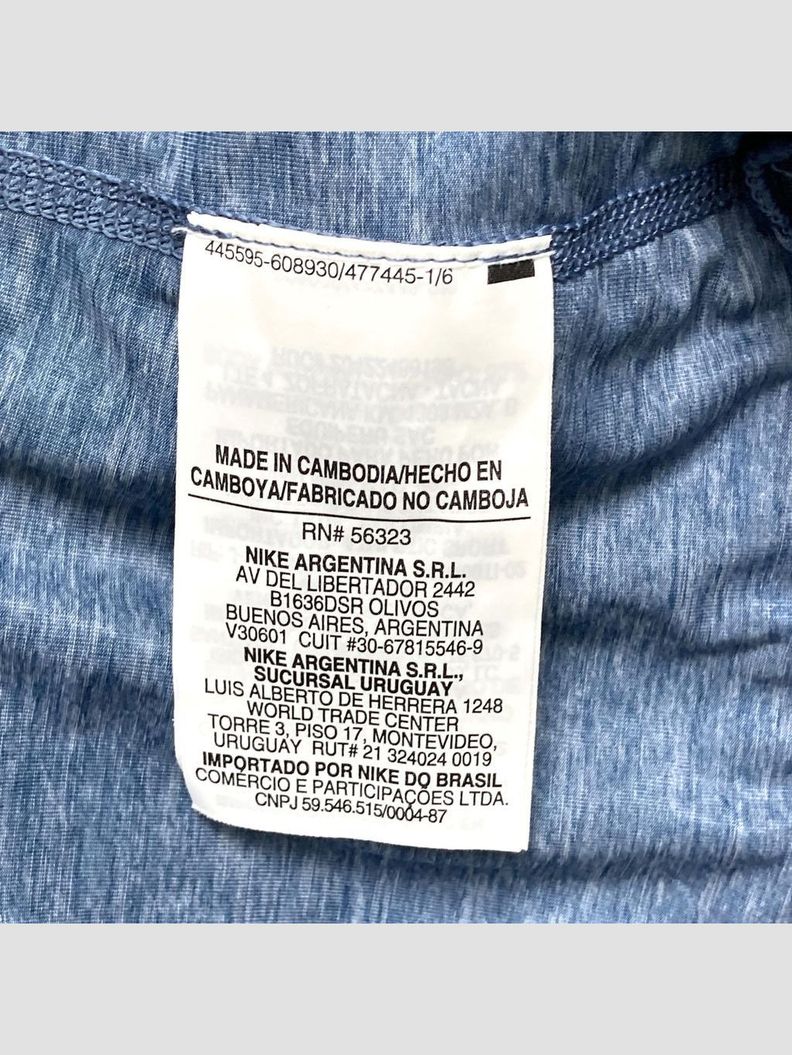 445595-608930/477445-1/6
MADE IN CAMBODIA/HECHO EN
CAMBOYA/FABRICADO NO CAMBOJA
RN# 56323
NIKE ARGENTINA S.R.L.
AV DEL LIBERTADOR 2442
B1636DSR OLIVOS
BUENOS AIRES, ARGENTINA
V30601 CUIT #30-67815546-9
NIKE ARGENTINA S.R.L.,
SUCURSAL URUGUAY
LUIS ALBERTO DE HERRERA 1248
WORLD TRADE CENTER
TORRE 3, PISO 17, MONTEVIDEO,
URUGUAY RUT# 21 324024 0019
IMPORTADO POR NIKE DO BRASIL
COMÉRCIO E PARTICIPAÇÕES LTDA.
CNPJ 59.546.515/0004-87